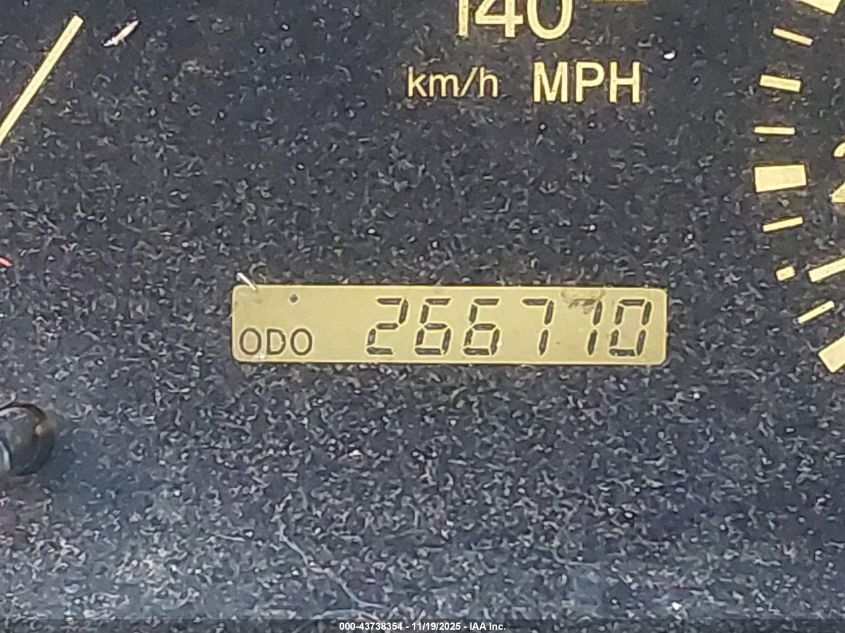 140
km/h MPH
ODO 266770
000-43738354 - 11/19/2025 - IAA Inc.